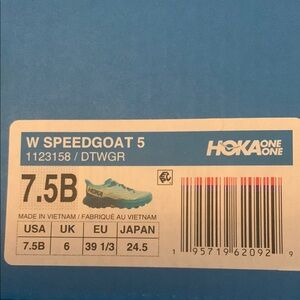 W SPEEDGOAT 5
1123158 / DTWGR
HOKA ONE ONE
7.5B
MADE IN VIETNAM / FABRIQUÉ AU VIETNAM
USA UK EU JAPAN
7.5B 6 39 1/3 24.5
1 95719 62092 9